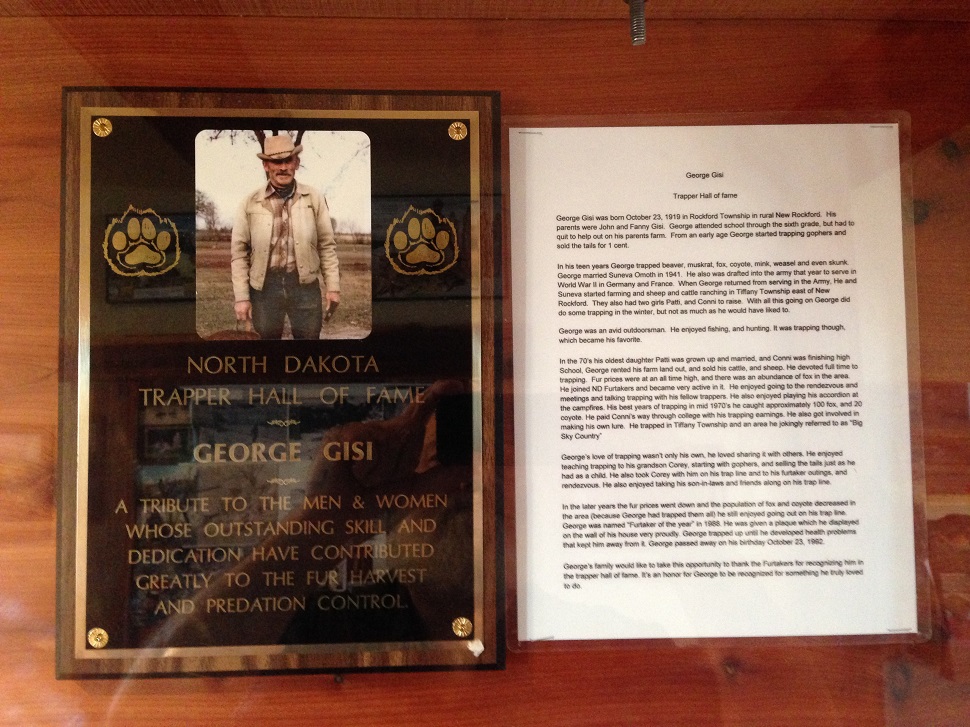 NORTH DAKOTA
TRAPPER HALL OF FAME
GEORGE GISI
A TRIBUTE TO THE MEN & WOMEN
WHOSE OUTSTANDING SKILL AND
DEDICATION HAVE CONTRIBUTED
GREATLY TO THE FUR HARVEST
AND PREDATION CONTROL.
George Gisi
Trapper Hall of fame
George Gisi was born October 23, 1919 in Rockford Township in rural New Rockford. His
parents were John and Fanny Gisi. George attended school through the sixth grade, but had to
quit to help out on his parents farm. From an early age George started trapping gophers and
sold the tails for 1 cent.
In his teen years George trapped beaver, muskrat, fox, coyote, mink, weasel and even skunk.
George married Suneva Omoth in 1941. He also was drafted into the army that year to serve in
World War II in Germany and France. When George returned from serving in the Army, He and
Suneva started farming and sheep and cattle ranching in Tiffany Township east of New
Rockford. They also had two girls Patti, and Conni to raise. With all this going on George did
do some trapping in the winter, but not as much as he would have liked to.
George was an avid outdoorsman. He enjoyed fishing, and hunting. It was trapping though,
which became his favorite.
In the 70's his oldest daughter Patti was grown up and married, and Conni was finishing high
School, George rented his farm land out, and sold his cattle, and sheep. He devoted full time to
trapping. Fur prices were at an all time high, and there was an abundance of fox in the area.
He joined ND Furtakers and became very active in it. He enjoyed going to the rendezvous and
meetings and talking trapping with his fellow trappers. He also enjoyed playing his accordion at
the campfires. His best years of trapping in mid 1970's he caught approximately 100 fox, and 20
coyote. He paid Conni's way through college with his trapping earnings. He also got involved in
making his own lure. He trapped in Tiffany Township and an area he jokingly referred to as "Big
Sky Country"
George's love of trapping wasn't only his own, he loved sharing it with others. He enjoyed
teaching trapping to his grandson Corey, starting with gophers, and selling the tails just as he
had as a child. He also took Corey with him on his trap line and to his furtaker outings, and
rendezvous. He also enjoyed taking his son-in-laws and friends along on his trap line.
In the later years the fur prices went down and the population of fox and coyote decreased in
the area (because George had trapped them all) he still enjoyed going out on his trap line.
George was named "Furtaker of the year" in 1988. He was given a plaque which he displayed
on the wall of his house very proudly. George trapped up until he developed health problems
that kept him away from it. George passed away on his birthday October 23, 1992.
George's family would like to take this opportunity to thank the Furtakers for recognizing him in
the trapper hall of fame. It's an honor for George to be recognized for something he truly loved
to do.